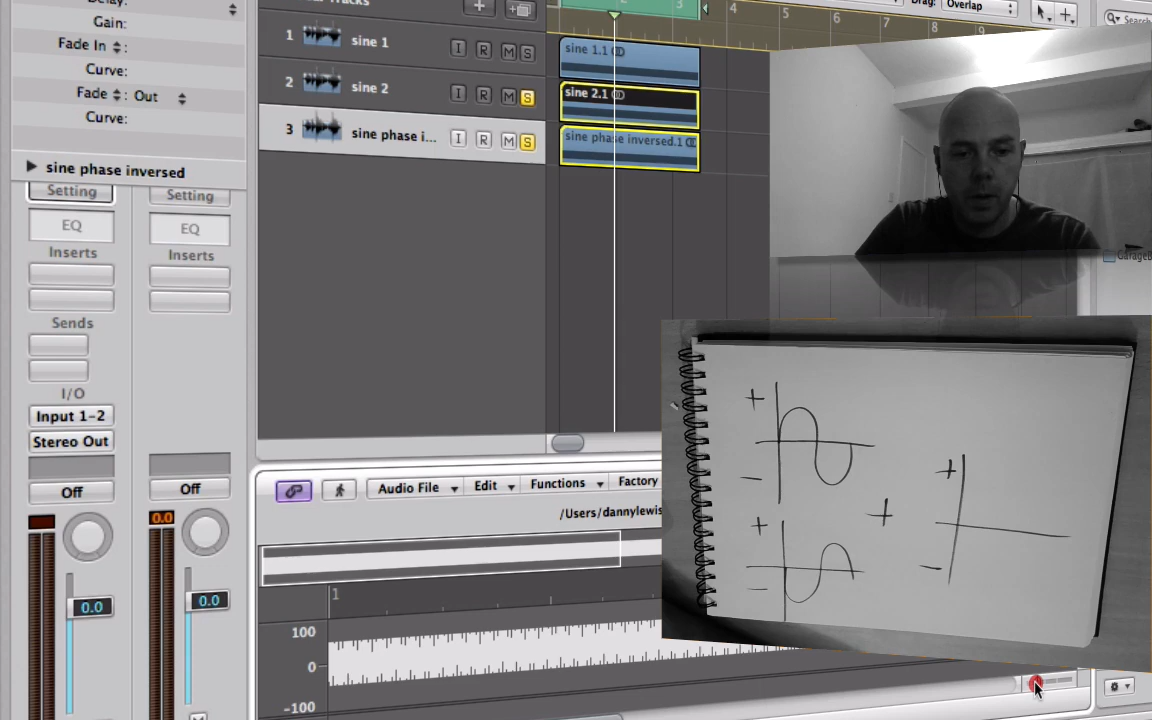 Delay:
Gain:
Fade In :
Curve:
Fade : Out
Curve:
sine phase inversed
Setting
Setting
EQ
EQ
Inserts
Inserts
Sends
I/O
Input 1-2
Stereo Out
Off
Off
0.0
0.0
0.0
1 sine 1 I R M S
2 sine 2 I R M S
3 sine phase i... I R M S
2 3 4 5 6 7 8 9
Drag: Overlap
sine 1.1
sine 2.1
sine phase inversed.1
Audio File Edit Functions Factory
/Users/dannylewis
1
100
0
-100
M
+
−
+
−
+
+
−